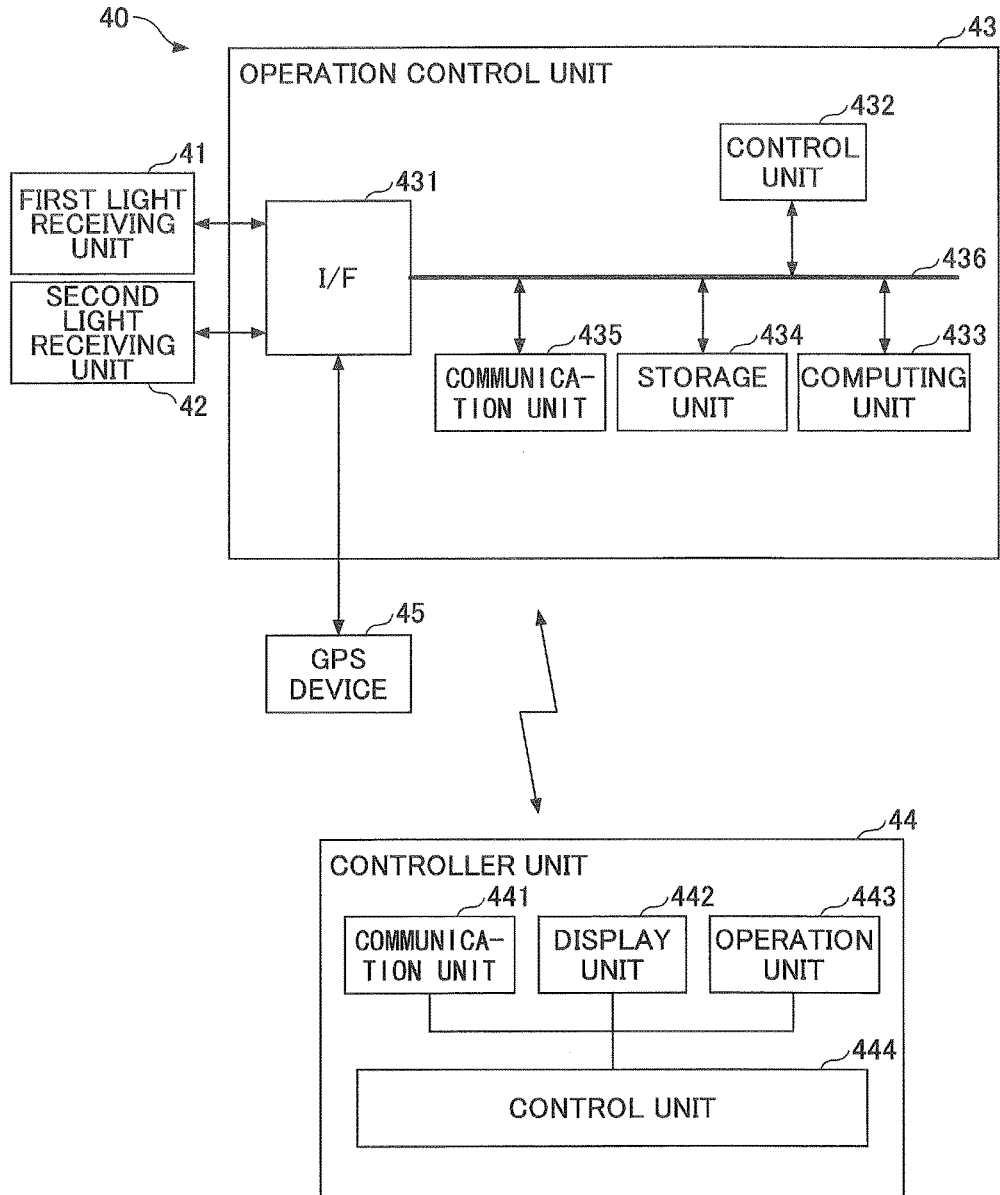 40
43
OPERATION CONTROL UNIT
432
CONTROL
UNIT
41
FIRST LIGHT
RECEIVING
UNIT
431
I/F
436
SECOND
LIGHT
RECEIVING
UNIT
42
435
COMMUNICA-
TION UNIT
434
STORAGE
UNIT
433
COMPUTING
UNIT
45
GPS
DEVICE
44
CONTROLLER UNIT
441
COMMUNICA-
TION UNIT
442
DISPLAY
UNIT
443
OPERATION
UNIT
444
CONTROL UNIT